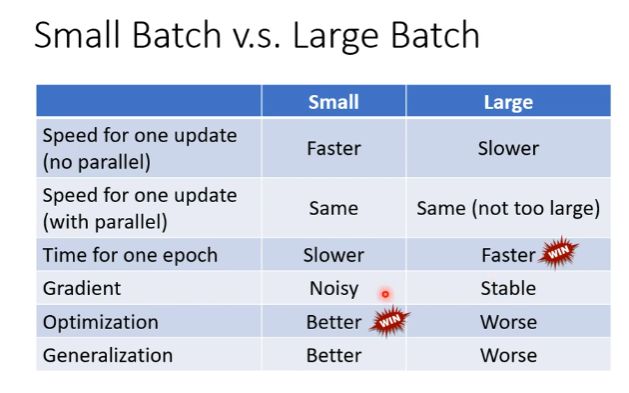 Small Batch v.s. Large Batch
Small Large
Speed for one update
(no parallel) Faster Slower
Speed for one update
(with parallel) Same Same (not too large)
Time for one epoch Slower Faster WIN
Gradient Noisy Stable
Optimization Better WIN Worse
Generalization Better Worse